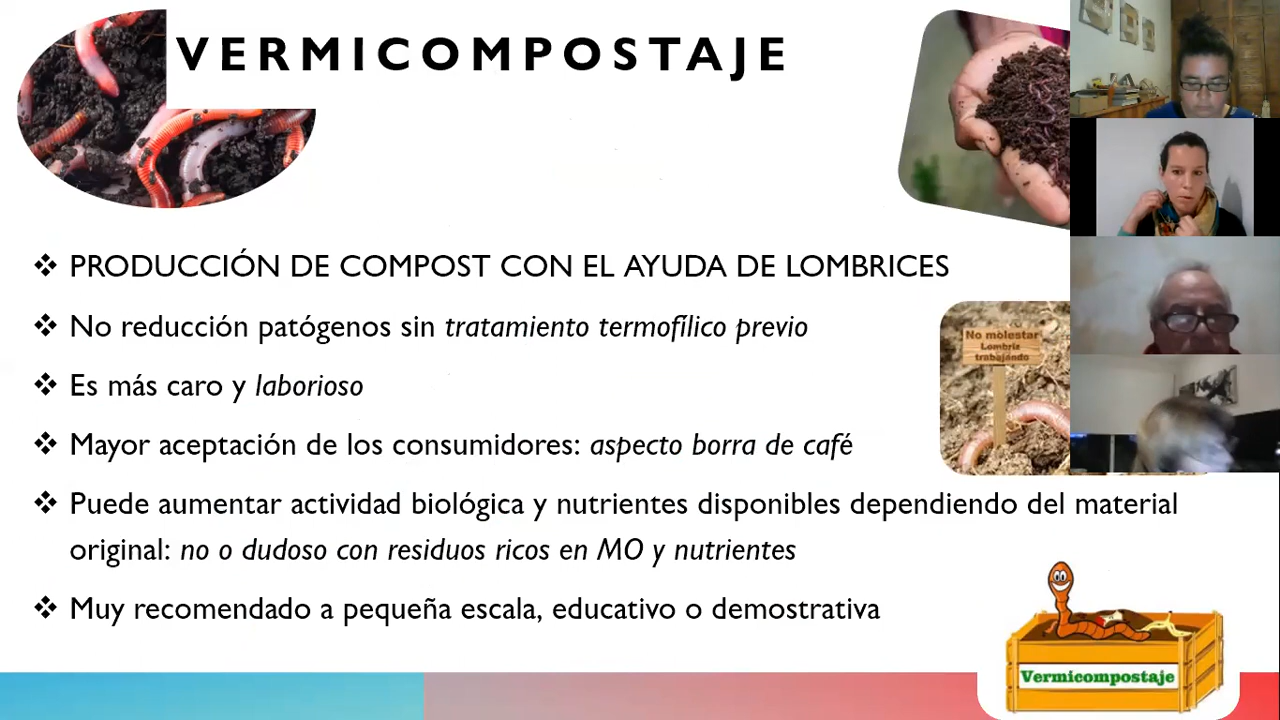 VERMICOMPOSTAJE
PRODUCCIÓN DE COMPOST CON EL AYUDA DE LOMBRICES
No reducción patógenos sin tratamiento termofílico previo
Es más caro y laborioso
Mayor aceptación de los consumidores: aspecto borra de café
Puede aumentar actividad biológica y nutrientes disponibles dependiendo del material
original: no o dudoso con residuos ricos en MO y nutrientes
Muy recomendado a pequeña escala, educativo o demostrativa
No molestar
Lombriz
trabajando
Vermicompostaje